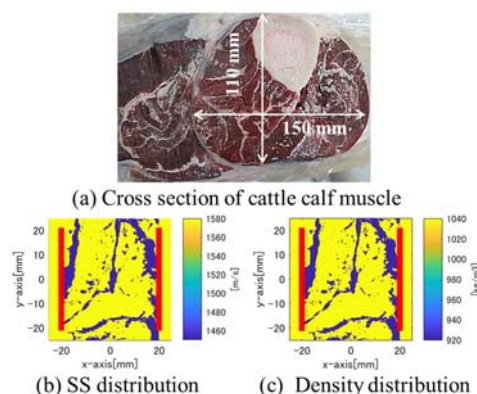 110 mm
150 mm
(a) Cross section of cattle calf muscle
20
10
0
-10
-20
y-axis[mm]
-20 0 20
x-axis[mm]
1580
1560
1540
1520
1500
1480
1460
[m/s]
(b) SS distribution
20
10
0
-10
-20
y-axis[mm]
-20 0 20
x-axis[mm]
1040
1020
1000
980
960
940
920
[kg/m3]
(c) Density distribution